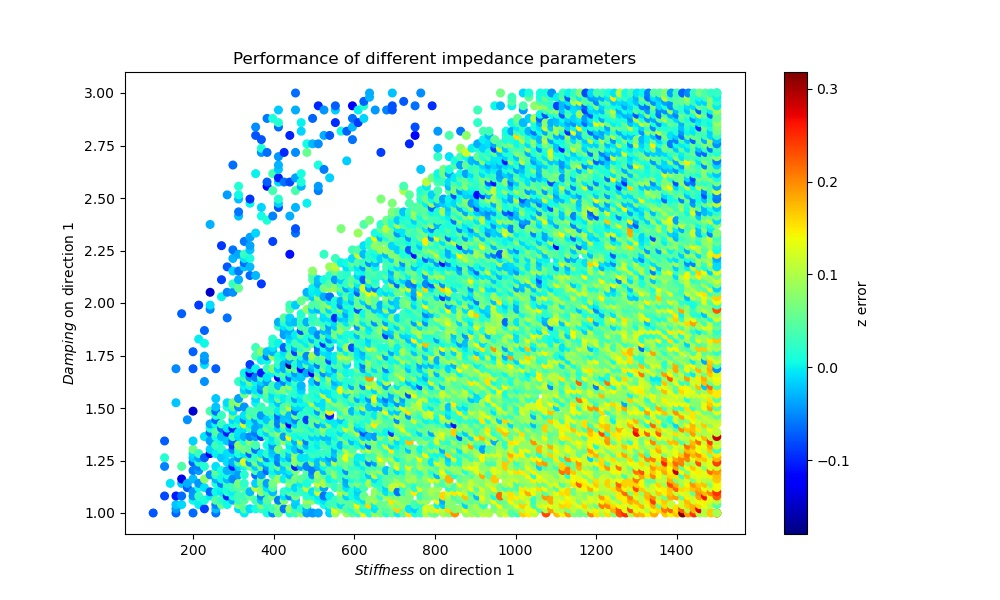 Performance of different impedance parameters
3.00
2.75
2.50
2.25
2.00
1.75
1.50
1.25
1.00
Damping on direction 1
200 400 600 800 1000 1200 1400
Stiffness on direction 1
0.3
0.2
0.1
0.0
−0.1
z error